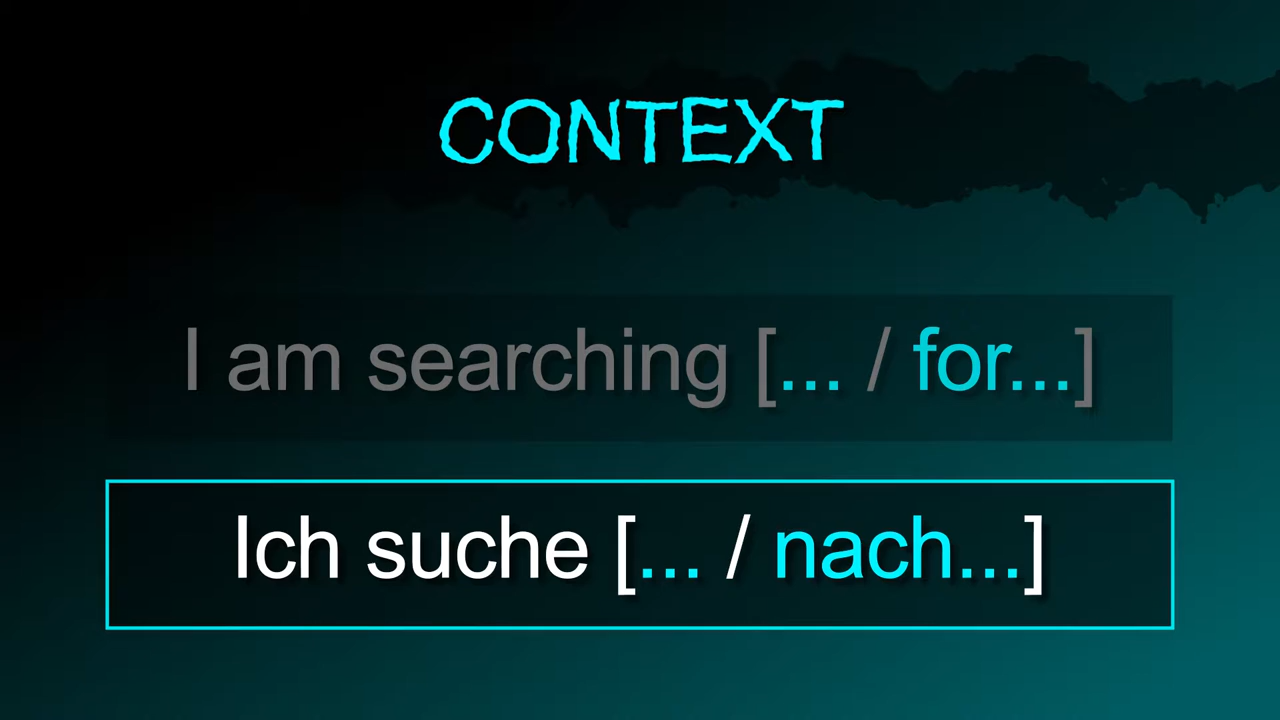 CONTEXT
I am searching [... / for...]
Ich suche [... / nach...]